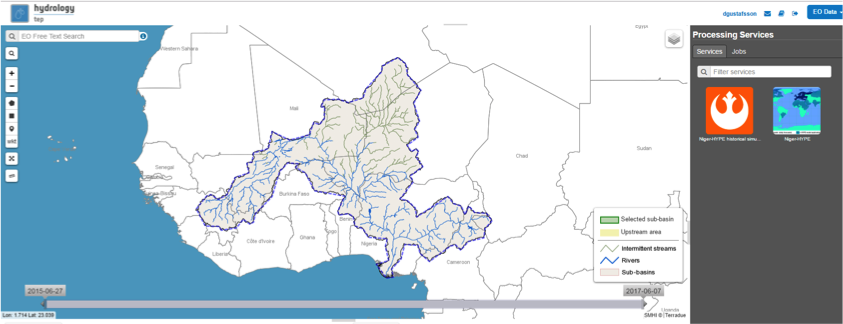 hydrology
tep
dgustafsson
EO Data
EO Free Text Search
Processing Services
Services
Jobs
Filter services
Niger-HYPE historical simu...
Niger-HYPE
Western Sahara
Egypt
Mali
Chad
Sudan
Senegal
Burkina Faso
Côte d'Ivoire
Ghana
Togo
Benin
Nigeria
Liberia
Cameroon
Uganda
Selected sub-basin
Upstream area
Intermittent streams
Rivers
Sub-basins
2015-06-27
2017-06-07
Lon: 1.714 Lat: 23.039
SMHI © | Terradue